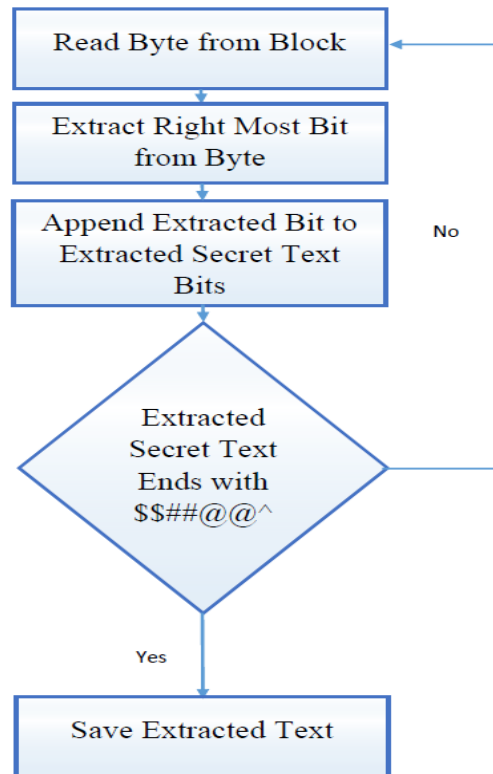 Read Byte from Block
Extract Right Most Bit
from Byte
Append Extracted Bit to
Extracted Secret Text
Bits
No
Extracted
Secret Text
Ends with
$$##@@^
Yes
Save Extracted Text